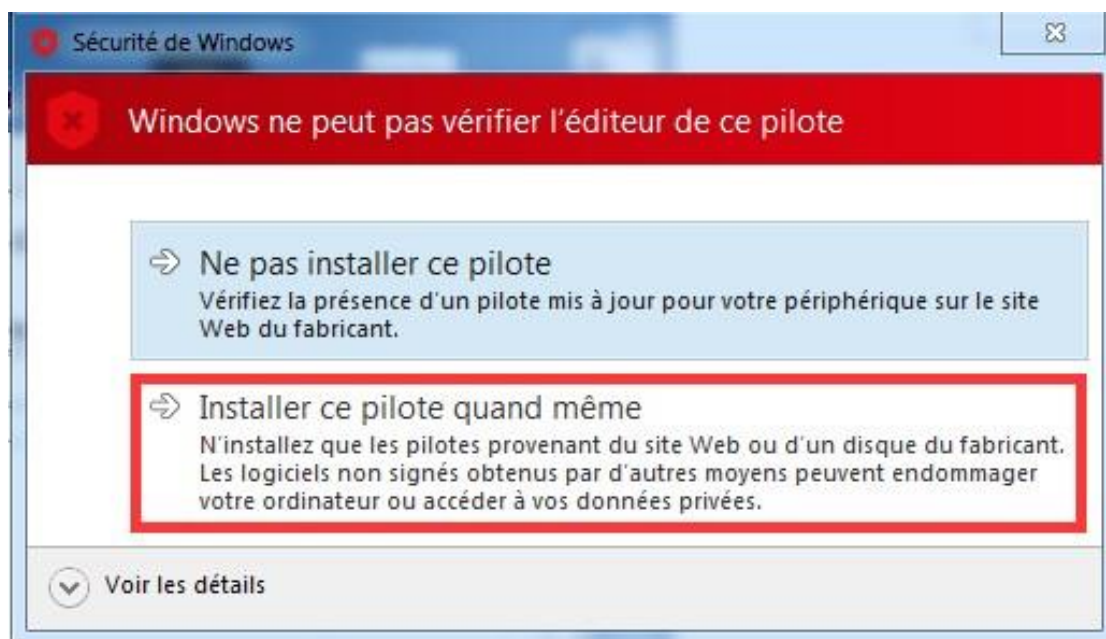 Sécurité de Windows
Windows ne peut pas vérifier l'éditeur de ce pilote
Ne pas installer ce pilote
Vérifiez la présence d'un pilote mis à jour pour votre périphérique sur le site
Web du fabricant.
Installer ce pilote quand même
N'installez que les pilotes provenant du site Web ou d'un disque du fabricant.
Les logiciels non signés obtenus par d'autres moyens peuvent endommager
votre ordinateur ou accéder à vos données privées.
Voir les détails